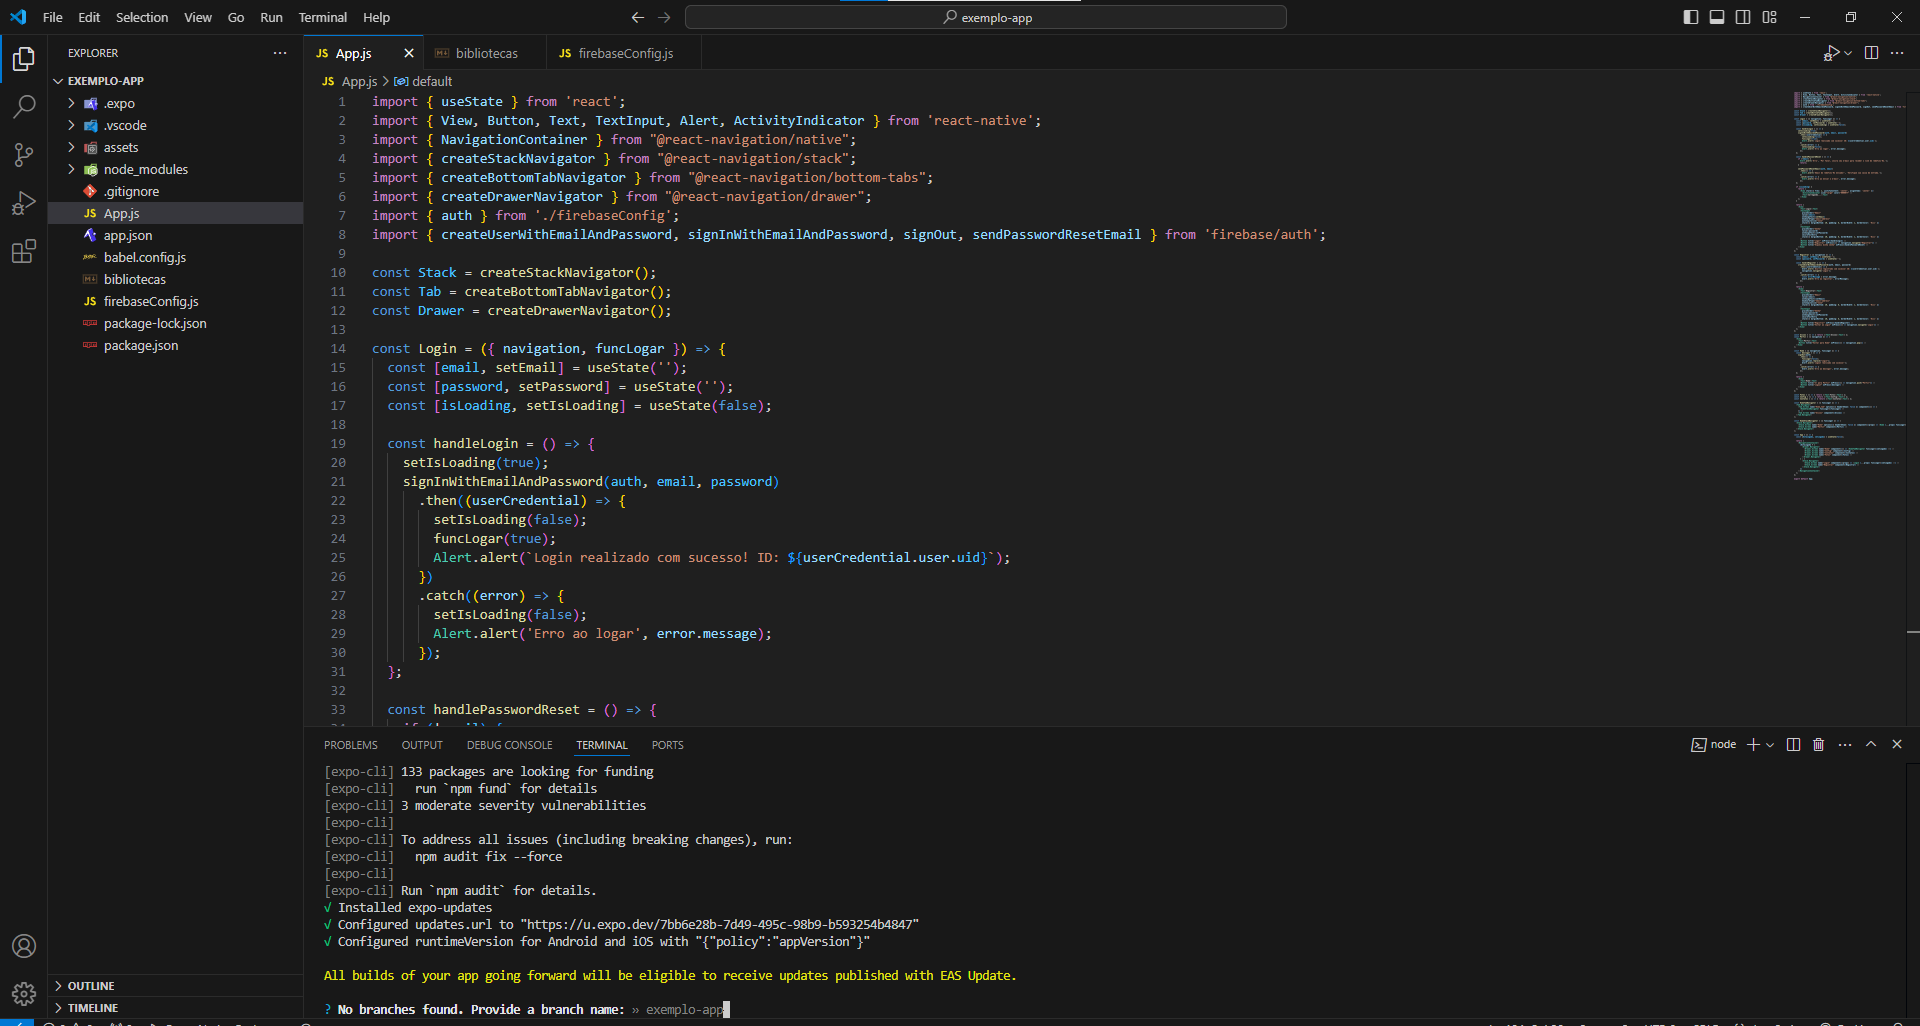 File Edit Selection View Go Run Terminal Help
exemplo-app
EXPLORER
EXEMPLO-APP
.expo
.vscode
assets
node_modules
.gitignore
App.js
app.json
babel.config.js
bibliotecas
firebaseConfig.js
package-lock.json
package.json
OUTLINE
TIMELINE
JS App.js bibliotecas JS firebaseConfig.js
JS App.js > default
1 import { useState } from 'react';
2 import { View, Button, Text, TextInput, Alert, ActivityIndicator } from 'react-native';
3 import { NavigationContainer } from "@react-navigation/native";
4 import { createStackNavigator } from "@react-navigation/stack";
5 import { createBottomTabNavigator } from "@react-navigation/bottom-tabs";
6 import { createDrawerNavigator } from "@react-navigation/drawer";
7 import { auth } from './firebaseConfig';
8 import { createUserWithEmailAndPassword, signInWithEmailAndPassword, signOut, sendPasswordResetEmail } from 'firebase/auth';
9
10 const Stack = createStackNavigator();
11 const Tab = createBottomTabNavigator();
12 const Drawer = createDrawerNavigator();
13
14 const Login = ({ navigation, funcLogar }) => {
15 const [email, setEmail] = useState('');
16 const [password, setPassword] = useState('');
17 const [isLoading, setIsLoading] = useState(false);
18
19 const handleLogin = () => {
20 setIsLoading(true);
21 signInWithEmailAndPassword(auth, email, password)
22 .then((userCredential) => {
23 setIsLoading(false);
24 funcLogar(true);
25 Alert.alert(`Login realizado com sucesso! ID: ${userCredential.user.uid}`);
26 })
27 .catch((error) => {
28 setIsLoading(false);
29 Alert.alert('Erro ao logar', error.message);
30 });
31 };
32
33 const handlePasswordReset = () => {
PROBLEMS OUTPUT DEBUG CONSOLE TERMINAL PORTS
node
[expo-cli] 133 packages are looking for funding
[expo-cli] run `npm fund` for details
[expo-cli] 3 moderate severity vulnerabilities
[expo-cli]
[expo-cli] To address all issues (including breaking changes), run:
[expo-cli] npm audit fix --force
[expo-cli]
[expo-cli] Run `npm audit` for details.
√ Installed expo-updates
√ Configured updates.url to "https://u.expo.dev/7bb6e28b-7d49-495c-98b9-b593254b4847"
√ Configured runtimeVersion for Android and iOS with "{"policy":"appVersion"}"
All builds of your app going forward will be eligible to receive updates published with EAS Update.
? No branches found. Provide a branch name: » exemplo-app